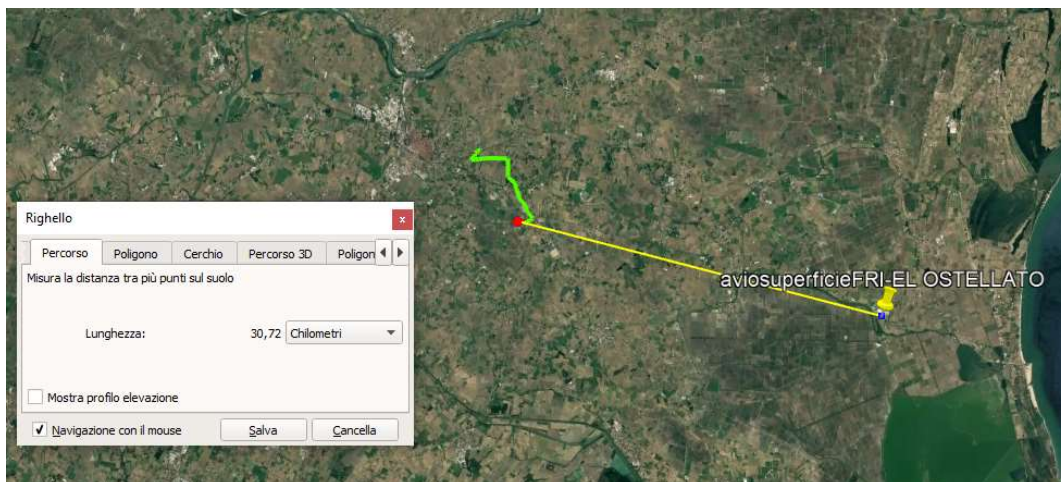 Righello
Percorso Poligono Cerchio Percorso 3D Poligon
Misura la distanza tra più punti sul suolo
Lunghezza: 30,72 Chilometri
Mostra profilo elevazione
Navigazione con il mouse Salva Cancella
aviosuperficieFRI-EL OSTELLATO